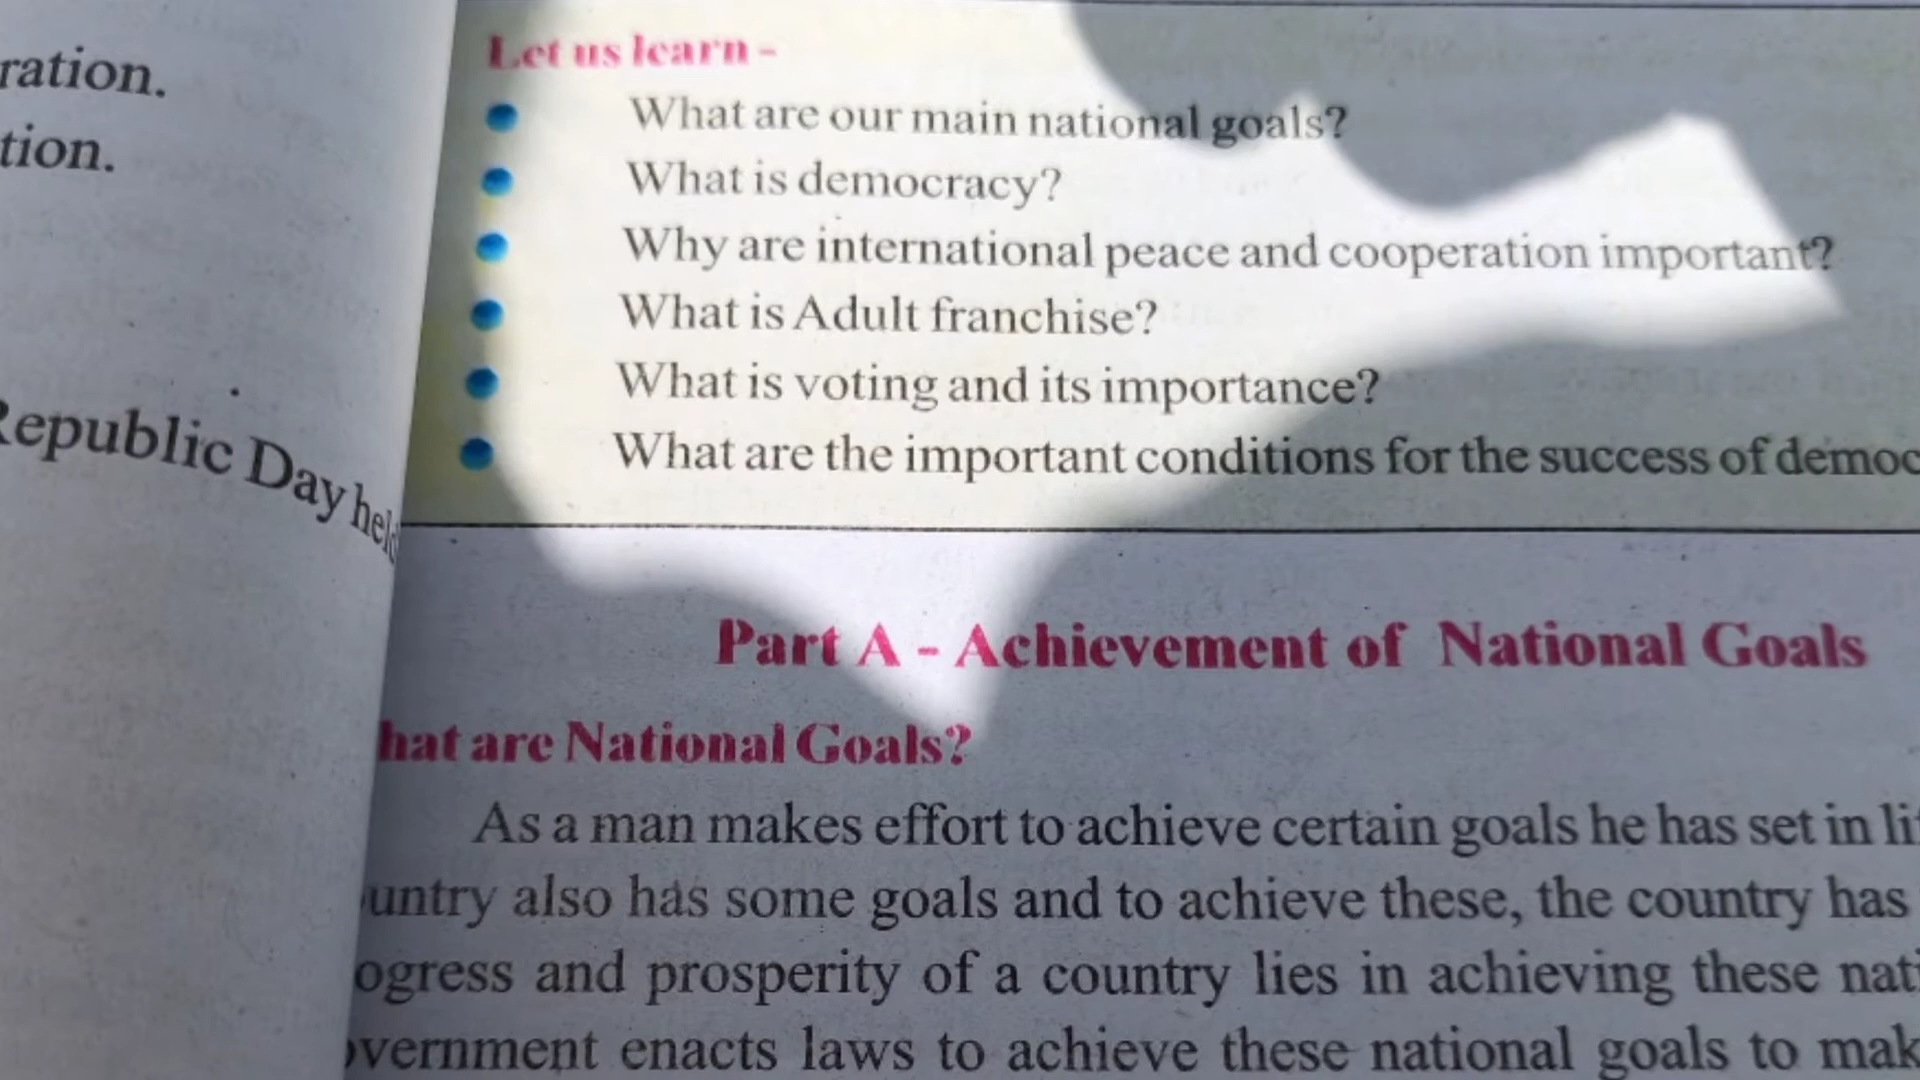 ration.
tion.
Republic Day held
Let us learn -
What are our main national goals?
What is democracy?
Why are international peace and cooperation important?
What is Adult franchise?
What is voting and its importance?
What are the important conditions for the success of democ
Part A - Achievement of National Goals
hat are National Goals?
As a man makes effort to achieve certain goals he has set in li
untry also has some goals and to achieve these, the country has
ogress and prosperity of a country lies in achieving these nati
vernment enacts laws to achieve these national goals to mak